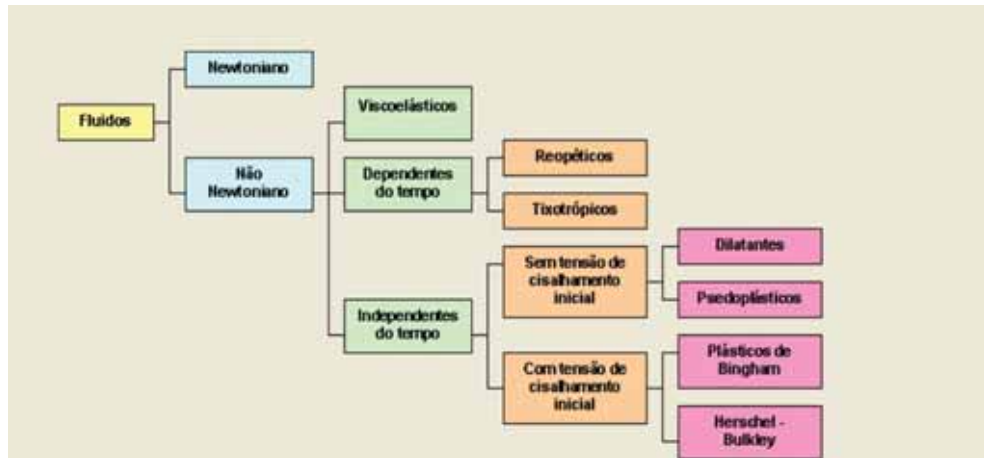 Fluidos
Newtoniano
Não
Newtoniano
Viscoelásticos
Dependentes
do tempo
Independentes
do tempo
Reopéticos
Tixotrópicos
Sem tensão de
cisalhamento
inicial
Com tensão de
cisalhamento
inicial
Dilatantes
Psedoplásticos
Plásticos de
Bingham
Herschel -
Bulkley